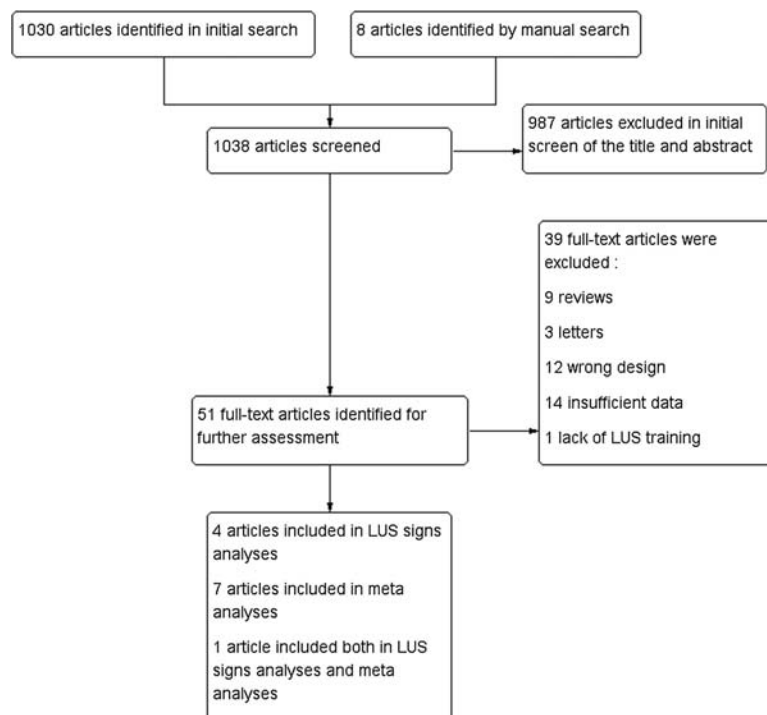 1030 articles identified in initial search
8 articles identified by manual search
1038 articles screened
987 articles excluded in initial
screen of the title and abstract
39 full-text articles were
excluded :
9 reviews
3 letters
12 wrong design
14 insufficient data
1 lack of LUS training
51 full-text articles identified for
further assessment
4 articles included in LUS signs
analyses
7 articles included in meta
analyses
1 article included both in LUS
signs analyses and meta
analyses